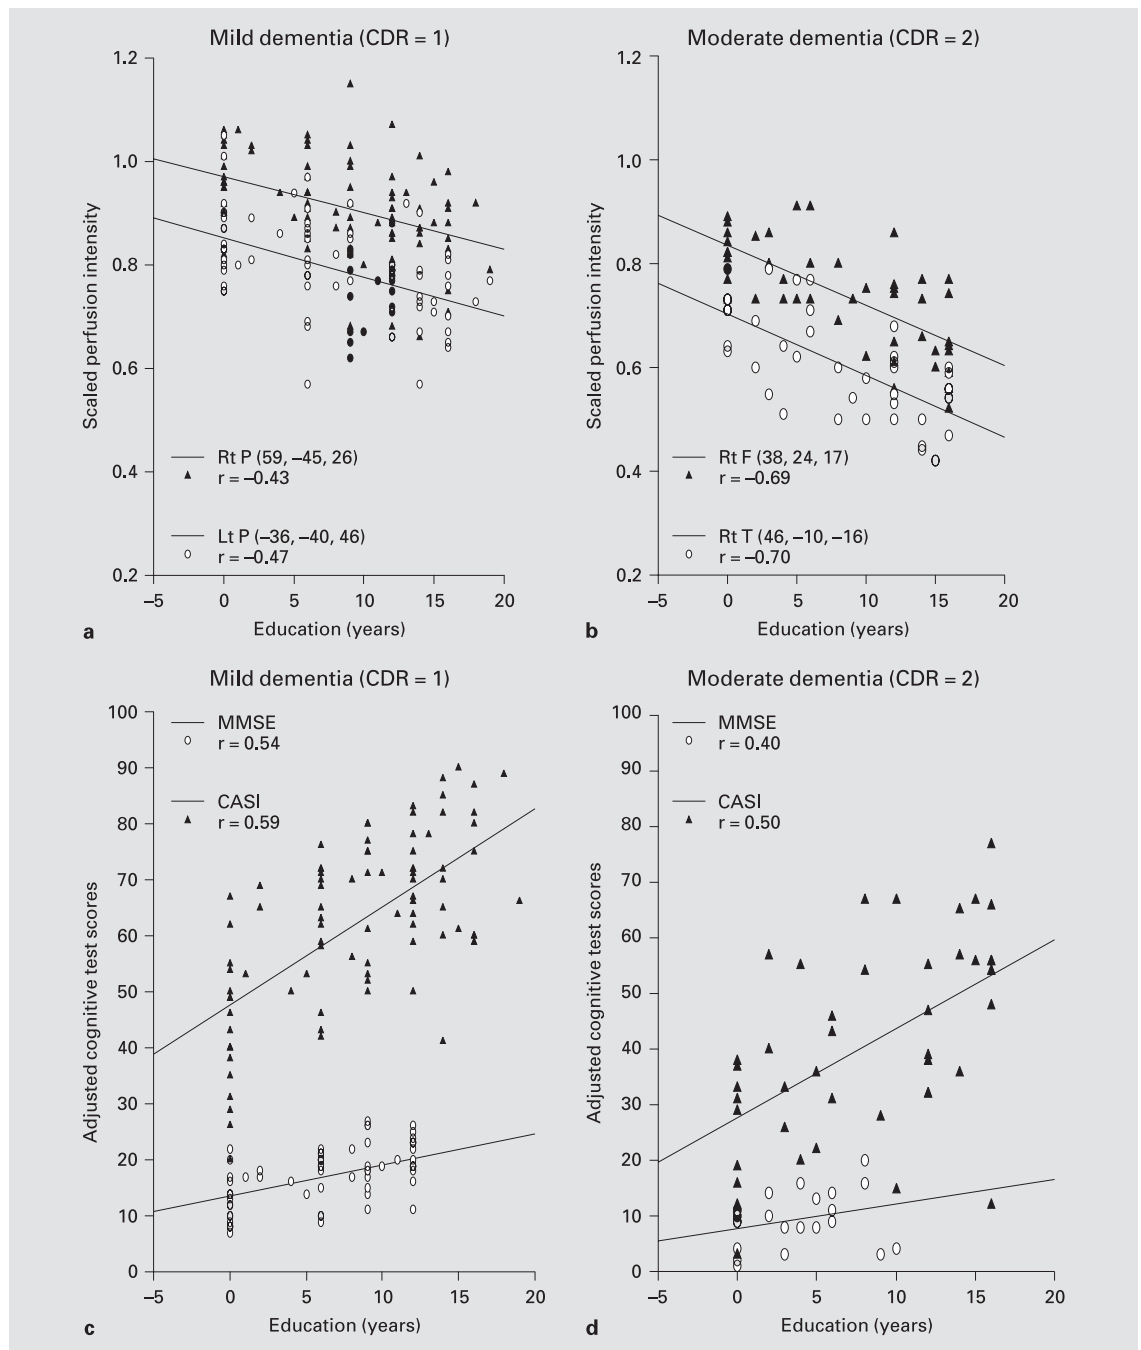 Mild dementia (CDR = 1)
1.2
1.0
0.8
0.6
0.4
0.2
Scaled perfusion intensity
Rt P (59, –45, 26)
r = –0.43
Lt P (–36, –40, 46)
r = –0.47
–5 0 5 10 15 20
a Education (years)
Moderate dementia (CDR = 2)
1.2
1.0
0.8
0.6
0.4
0.2
Scaled perfusion intensity
Rt F (38, 24, 17)
r = –0.69
Rt T (46, –10, –16)
r = –0.70
–5 0 5 10 15 20
b Education (years)
Mild dementia (CDR = 1)
100
90
80
70
60
50
40
30
20
10
0
Adjusted cognitive test scores
MMSE
r = 0.54
CASI
r = 0.59
–5 0 5 10 15 20
c Education (years)
Moderate dementia (CDR = 2)
100
90
80
70
60
50
40
30
20
10
0
Adjusted cognitive test scores
MMSE
r = 0.40
CASI
r = 0.50
–5 0 5 10 15 20
d Education (years)